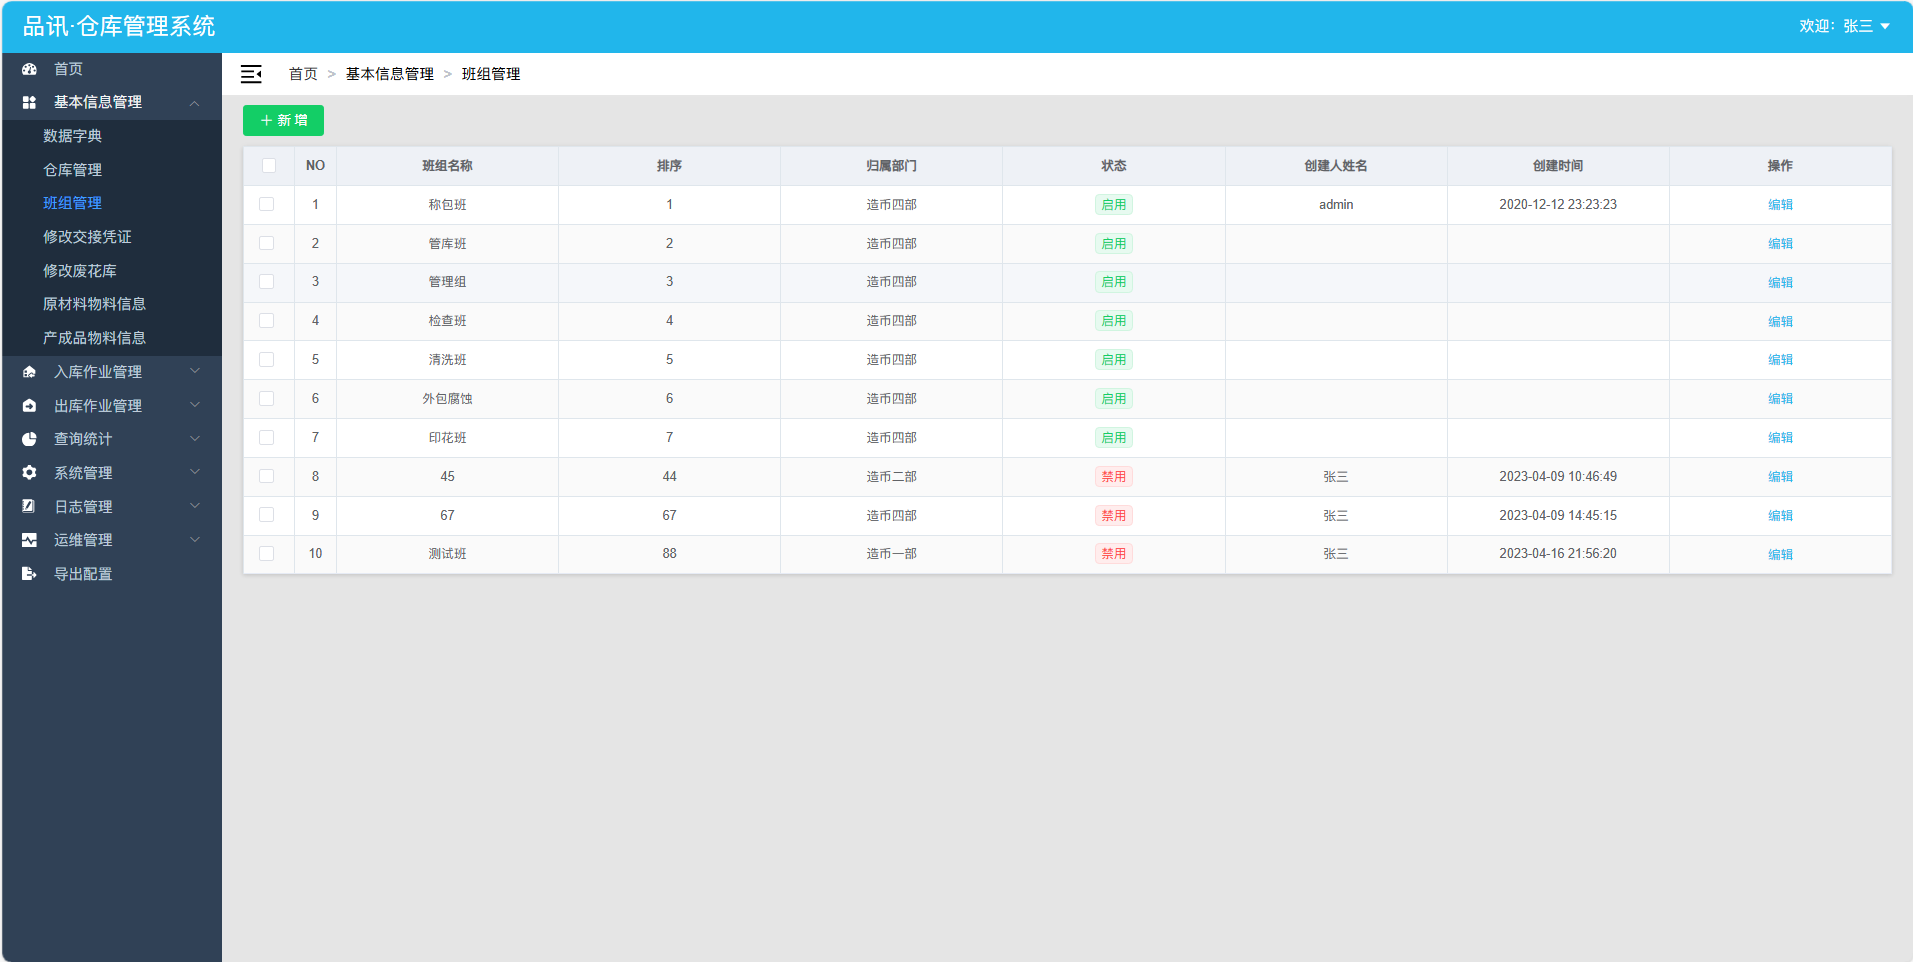 品讯·仓库管理系统
欢迎：张三
首页
基本信息管理
数据字典
仓库管理
班组管理
修改交接凭证
修改废花库
原材料物料信息
产成品物料信息
入库作业管理
出库作业管理
查询统计
系统管理
日志管理
运维管理
导出配置
首页 > 基本信息管理 > 班组管理
+ 新 增
NO 班组名称 排序 归属部门 状态 创建人姓名 创建时间 操作
1 称包班 1 造币四部 启用 admin 2020-12-12 23:23:23 编辑
2 管库班 2 造币四部 启用 编辑
3 管理组 3 造币四部 启用 编辑
4 检查班 4 造币四部 启用 编辑
5 清洗班 5 造币四部 启用 编辑
6 外包腐蚀 6 造币四部 启用 编辑
7 印花班 7 造币四部 启用 编辑
8 45 44 造币二部 禁用 张三 2023-04-09 10:46:49 编辑
9 67 67 造币四部 禁用 张三 2023-04-09 14:45:15 编辑
10 测试班 88 造币一部 禁用 张三 2023-04-16 21:56:20 编辑